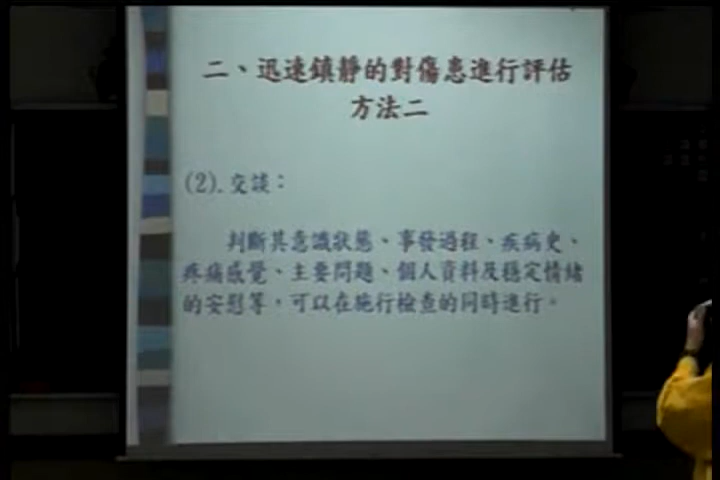 二、迅速鎮靜的對傷患進行評估
方法二
(2). 交談：
判斷其意識狀態、事發過程、疾病史、
疼痛感覺、主要問題、個人資料及穩定情緒
的安慰等，可以在施行檢查的同時進行。